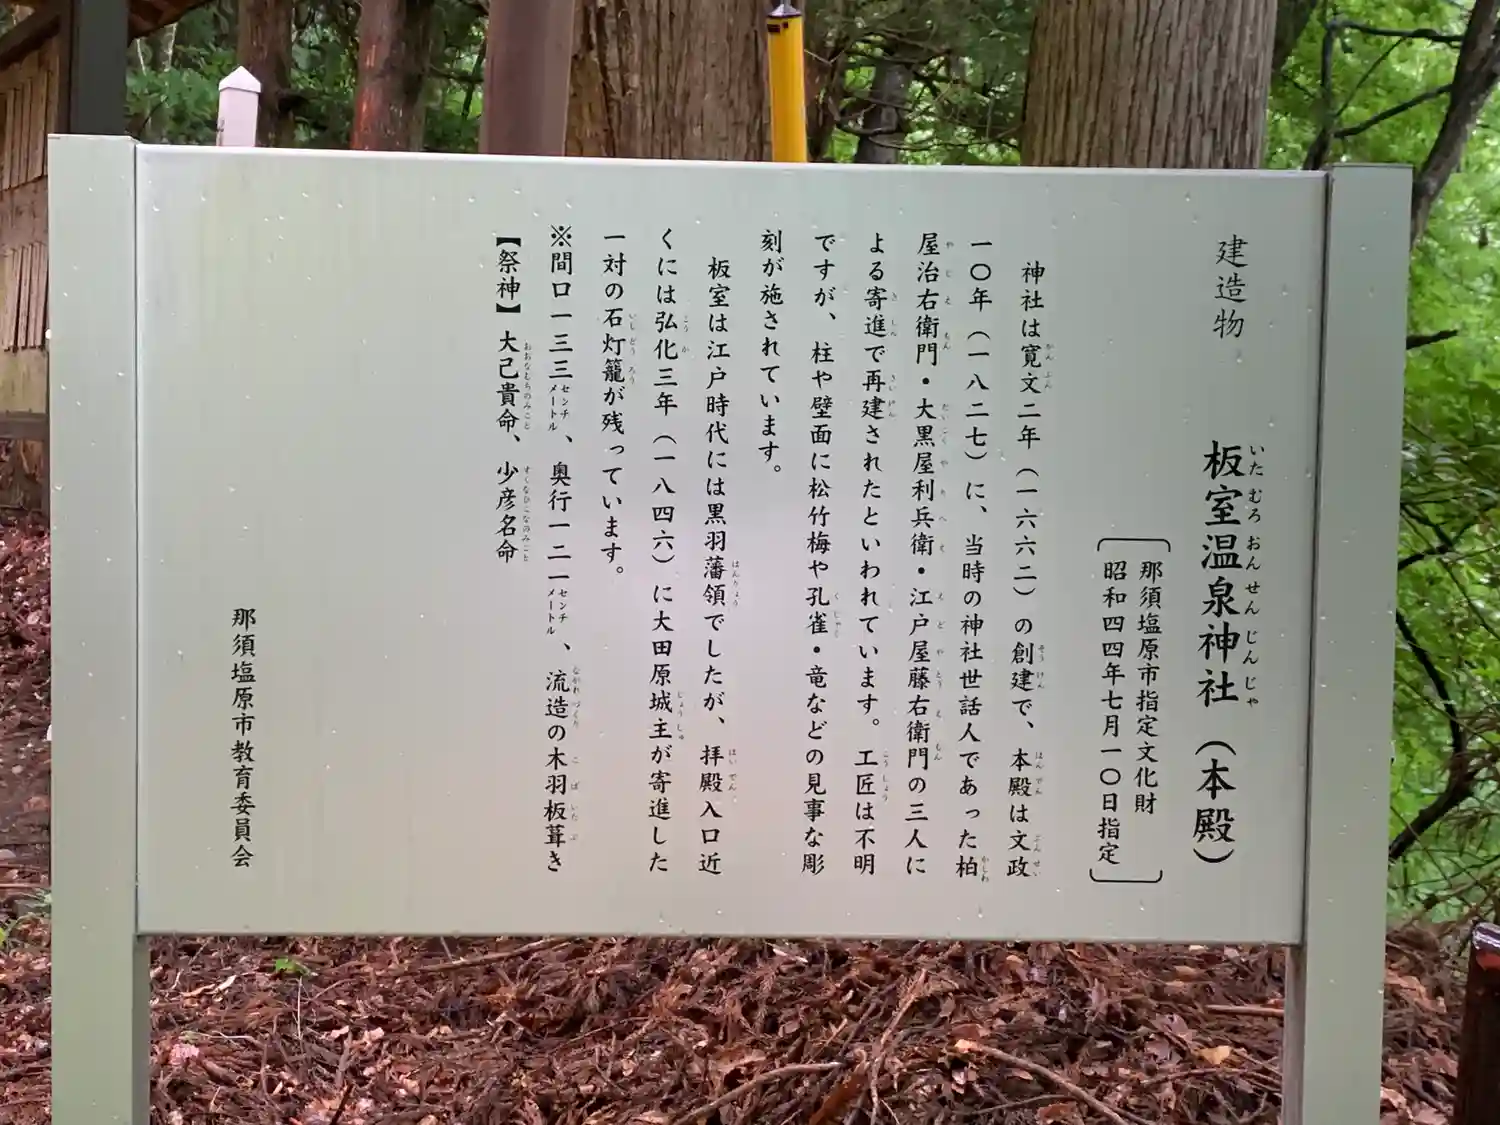 建造物　板室温泉神社（本殿）
いたむろおんせんじんじゃ
那須塩原市指定文化財
昭和四四年七月一〇日指定
神社は寛文二年（一六六二）の創建で、本殿は文政
一〇年（一八二七）に、当時の神社世話人であった柏
屋治右衛門・大黒屋利兵衛・江戸屋藤右衛門の三人に
よる寄進で再建されたといわれています。工匠は不明
ですが、柱や壁面に松竹梅や孔雀・竜などの見事な彫
刻が施されています。
板室は江戸時代には黒羽藩領でしたが、拝殿入口近
くには弘化三年（一八四六）に大田原城主が寄進した
一対の石灯籠が残っています。
※間口一三三センチメートル、奥行一二一センチメートル、流造の木羽板葺き
【祭神】大己貴命、少彦名命
那須塩原市教育委員会